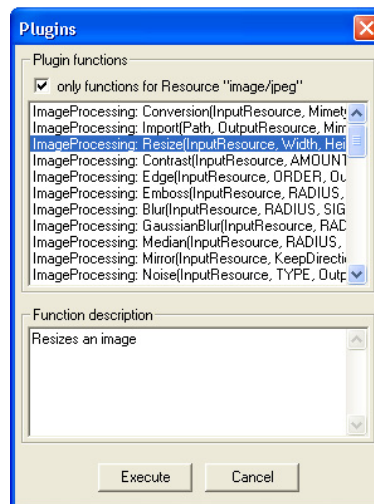 Plugins
Plugin functions
only functions for Resource "image/jpeg"
ImageProcessing: Conversion(InputResource, Mimety
ImageProcessing: Import(Path, OutputResource, Mim
ImageProcessing: Resize(InputResource, Width, Hei
ImageProcessing: Contrast(InputResource, AMOUNT
ImageProcessing: Edge(InputResource, ORDER, Ou
ImageProcessing: Emboss(InputResource, RADIUS,
ImageProcessing: Blur(InputResource, RADIUS, SIG
ImageProcessing: GaussianBlur(InputResource, RAD
ImageProcessing: Median(InputResource, RADIUS,
ImageProcessing: Mirror(InputResource, KeepDirectio
ImageProcessing: Noise(InputResource, TYPE, Outp
Function description
Resizes an image
Execute
Cancel